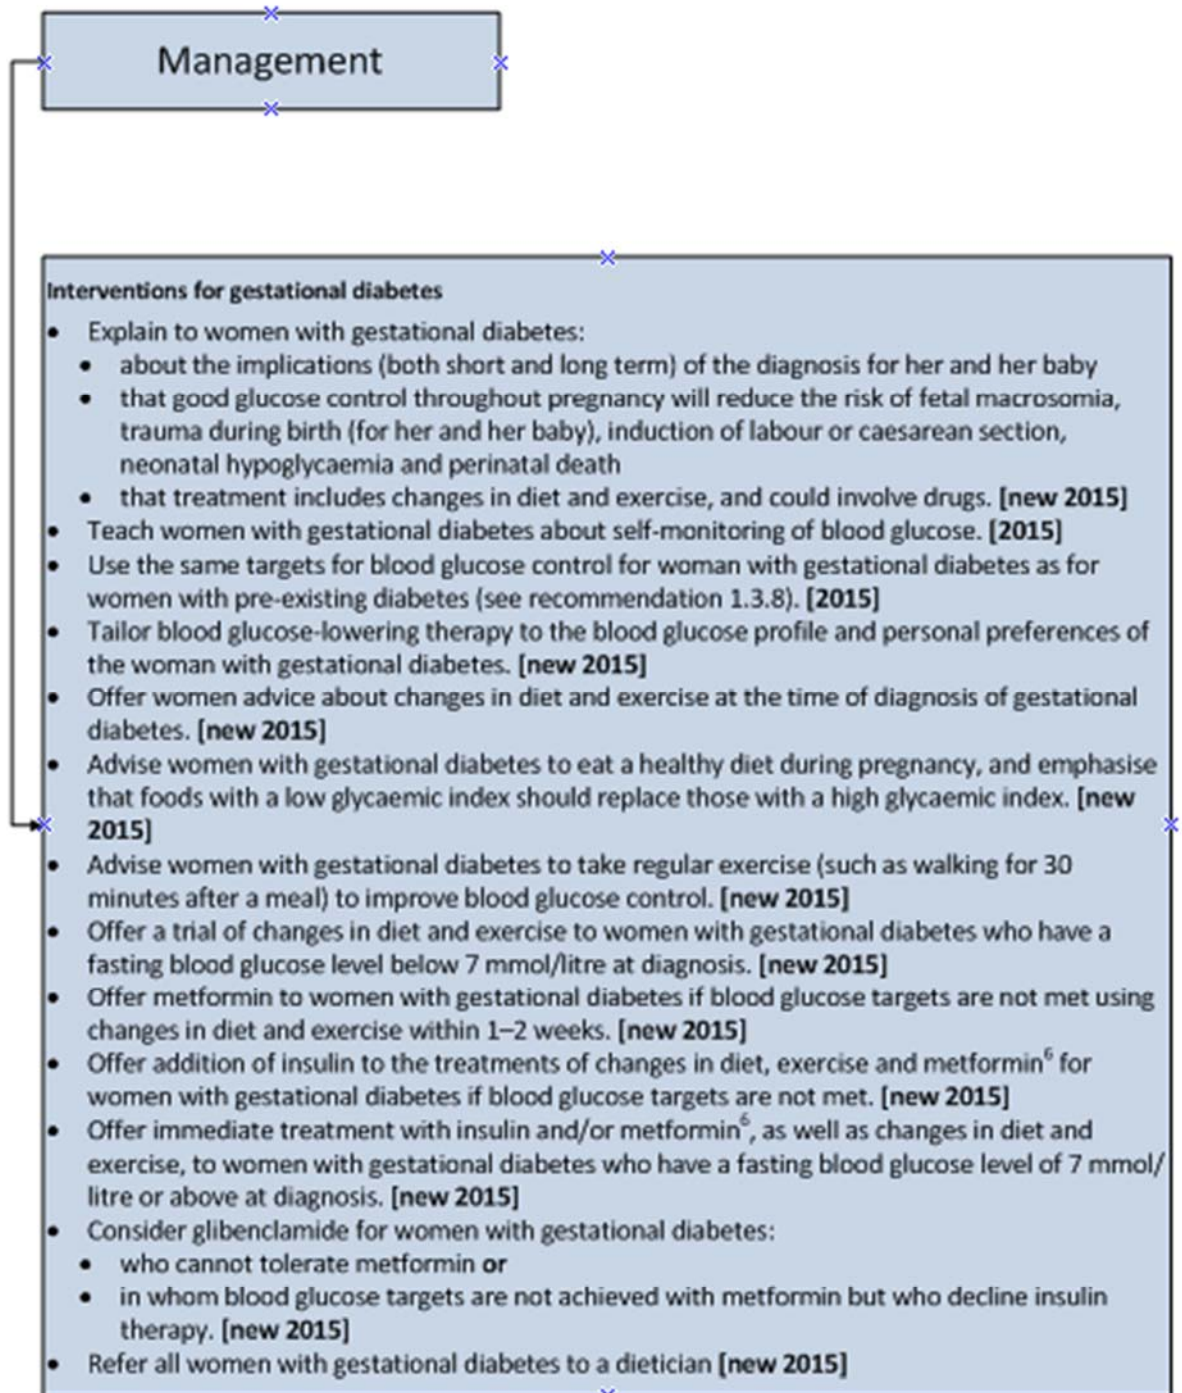 Management
Interventions for gestational diabetes
• Explain to women with gestational diabetes:
• about the implications (both short and long term) of the diagnosis for her and her baby
• that good glucose control throughout pregnancy will reduce the risk of fetal macrosomia,
trauma during birth (for her and her baby), induction of labour or caesarean section,
neonatal hypoglycaemia and perinatal death
• that treatment includes changes in diet and exercise, and could involve drugs. [new 2015]
• Teach women with gestational diabetes about self-monitoring of blood glucose. [2015]
• Use the same targets for blood glucose control for woman with gestational diabetes as for
women with pre-existing diabetes (see recommendation 1.3.8). [2015]
• Tailor blood glucose-lowering therapy to the blood glucose profile and personal preferences of
the woman with gestational diabetes. [new 2015]
• Offer women advice about changes in diet and exercise at the time of diagnosis of gestational
diabetes. [new 2015]
• Advise women with gestational diabetes to eat a healthy diet during pregnancy, and emphasise
that foods with a low glycaemic index should replace those with a high glycaemic index. [new
2015]
• Advise women with gestational diabetes to take regular exercise (such as walking for 30
minutes after a meal) to improve blood glucose control. [new 2015]
• Offer a trial of changes in diet and exercise to women with gestational diabetes who have a
fasting blood glucose level below 7 mmol/litre at diagnosis. [new 2015]
• Offer metformin to women with gestational diabetes if blood glucose targets are not met using
changes in diet and exercise within 1–2 weeks. [new 2015]
• Offer addition of insulin to the treatments of changes in diet, exercise and metformin⁶ for
women with gestational diabetes if blood glucose targets are not met. [new 2015]
• Offer immediate treatment with insulin and/or metformin⁶, as well as changes in diet and
exercise, to women with gestational diabetes who have a fasting blood glucose level of 7 mmol/
litre or above at diagnosis. [new 2015]
• Consider glibenclamide for women with gestational diabetes:
• who cannot tolerate metformin or
• in whom blood glucose targets are not achieved with metformin but who decline insulin
therapy. [new 2015]
• Refer all women with gestational diabetes to a dietician [new 2015]